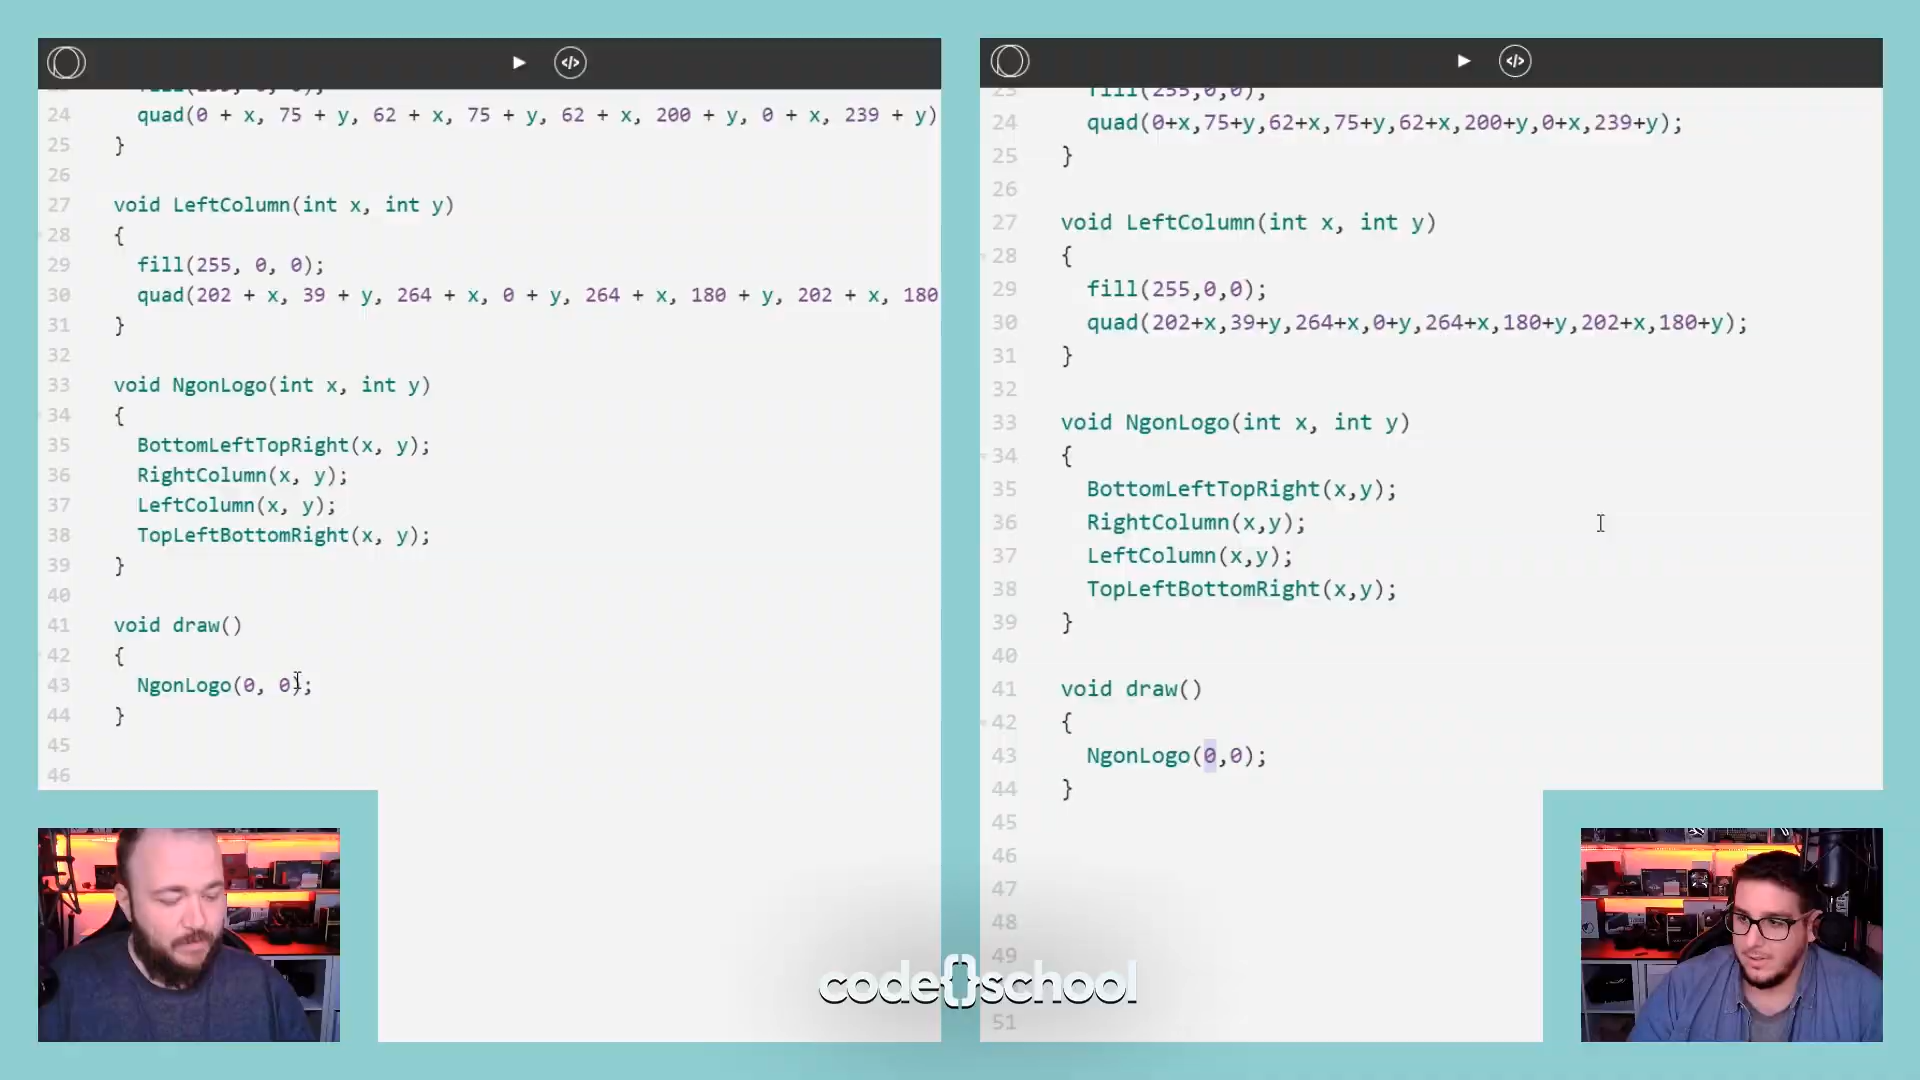 24 quad(0 + x, 75 + y, 62 + x, 75 + y, 62 + x, 200 + y, 0 + x, 239 + y)
25 }
26
27 void LeftColumn(int x, int y)
28 {
29 fill(255, 0, 0);
30 quad(202 + x, 39 + y, 264 + x, 0 + y, 264 + x, 180 + y, 202 + x, 180
31 }
32
33 void NgonLogo(int x, int y)
34 {
35 BottomLeftTopRight(x, y);
36 RightColumn(x, y);
37 LeftColumn(x, y);
38 TopLeftBottomRight(x, y);
39 }
40
41 void draw()
42 {
43 NgonLogo(0, 0);
44 }
45
46
23 fill(255,0,0);
24 quad(0+x,75+y,62+x,75+y,62+x,200+y,0+x,239+y);
25 }
26
27 void LeftColumn(int x, int y)
28 {
29 fill(255,0,0);
30 quad(202+x,39+y,264+x,0+y,264+x,180+y,202+x,180+y);
31 }
32
33 void NgonLogo(int x, int y)
34 {
35 BottomLeftTopRight(x,y);
36 RightColumn(x,y);
37 LeftColumn(x,y);
38 TopLeftBottomRight(x,y);
39 }
40
41 void draw()
42 {
43 NgonLogo(0,0);
44 }
45
46
47
48
49
51
code{}school